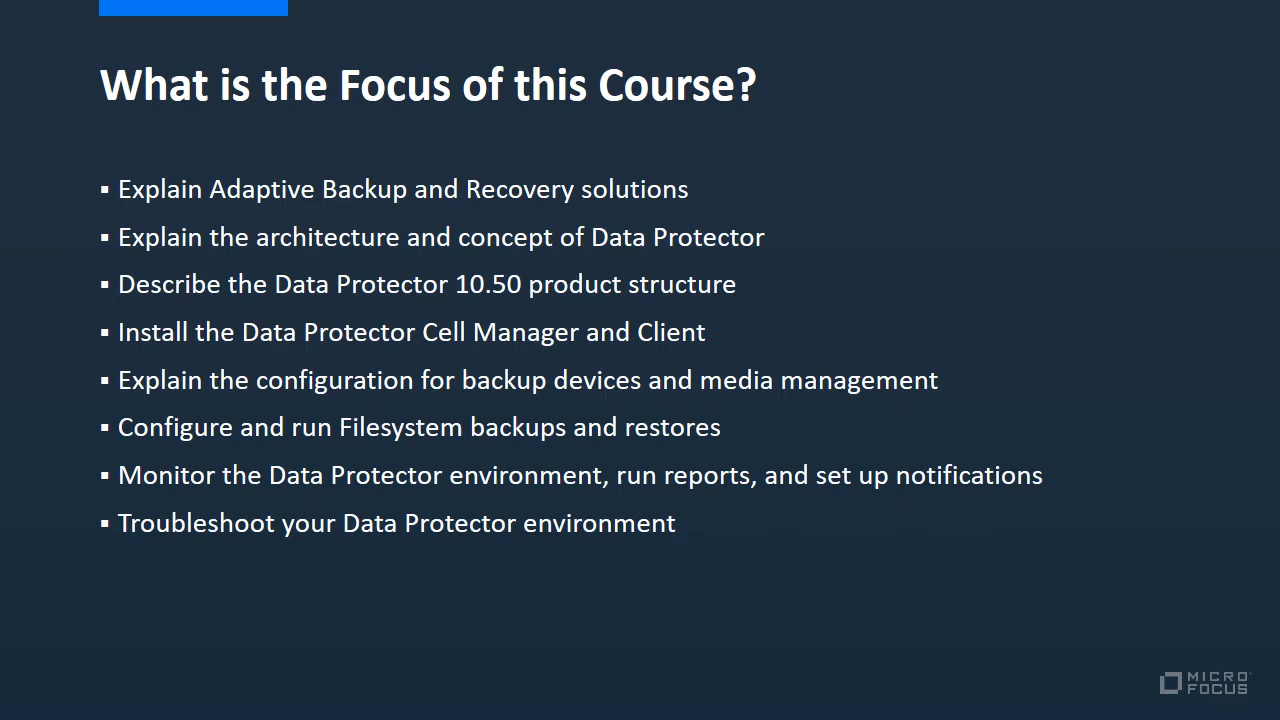 What is the Focus of this Course?
▪ Explain Adaptive Backup and Recovery solutions
▪ Explain the architecture and concept of Data Protector
▪ Describe the Data Protector 10.50 product structure
▪ Install the Data Protector Cell Manager and Client
▪ Explain the configuration for backup devices and media management
▪ Configure and run Filesystem backups and restores
▪ Monitor the Data Protector environment, run reports, and set up notifications
▪ Troubleshoot your Data Protector environment
MICRO
FOCUS